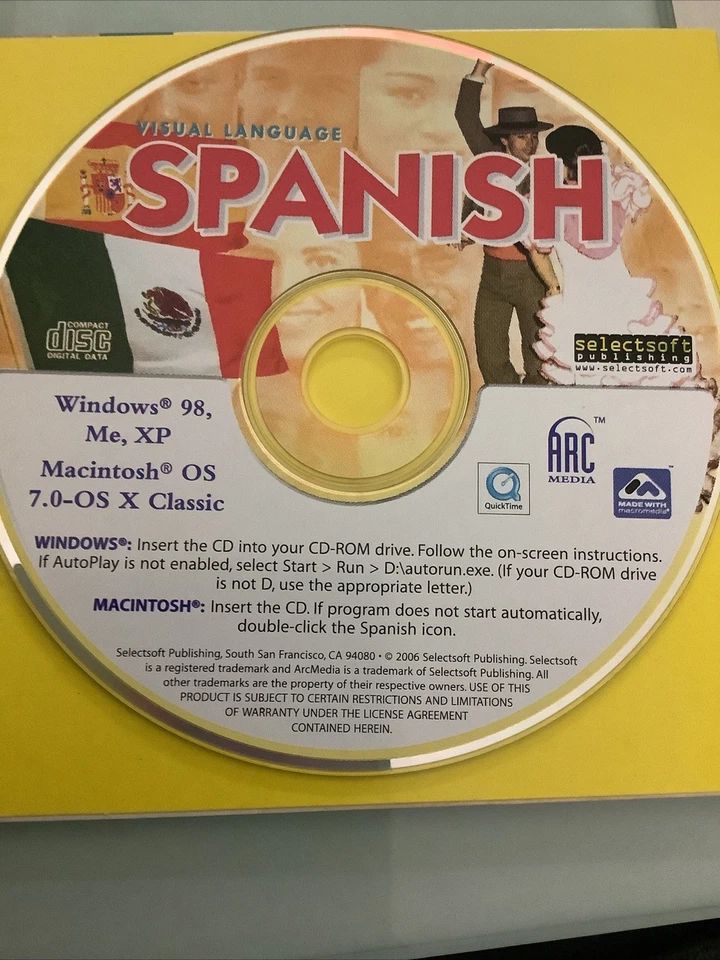 VISUAL LANGUAGE
SPANISH
COMPACT
disc
DIGITAL DATA
selectsoft
publishing
www.selectsoft.com
Windows® 98,
Me, XP
Macintosh® OS
7.0-OS X Classic
QuickTime
ARC™
MEDIA
MADE WITH
macromedia®
™
WINDOWS®: Insert the CD into your CD-ROM drive. Follow the on-screen instructions.
If AutoPlay is not enabled, select Start > Run > D:\autorun.exe. (If your CD-ROM drive
is not D, use the appropriate letter.)
MACINTOSH®: Insert the CD. If program does not start automatically,
double-click the Spanish icon.
Selectsoft Publishing, South San Francisco, CA 94080 • © 2006 Selectsoft Publishing. Selectsoft
is a registered trademark and ArcMedia is a trademark of Selectsoft Publishing. All
other trademarks are the property of their respective owners. USE OF THIS
PRODUCT IS SUBJECT TO CERTAIN RESTRICTIONS AND LIMITATIONS
OF WARRANTY UNDER THE LICENSE AGREEMENT
CONTAINED HEREIN.